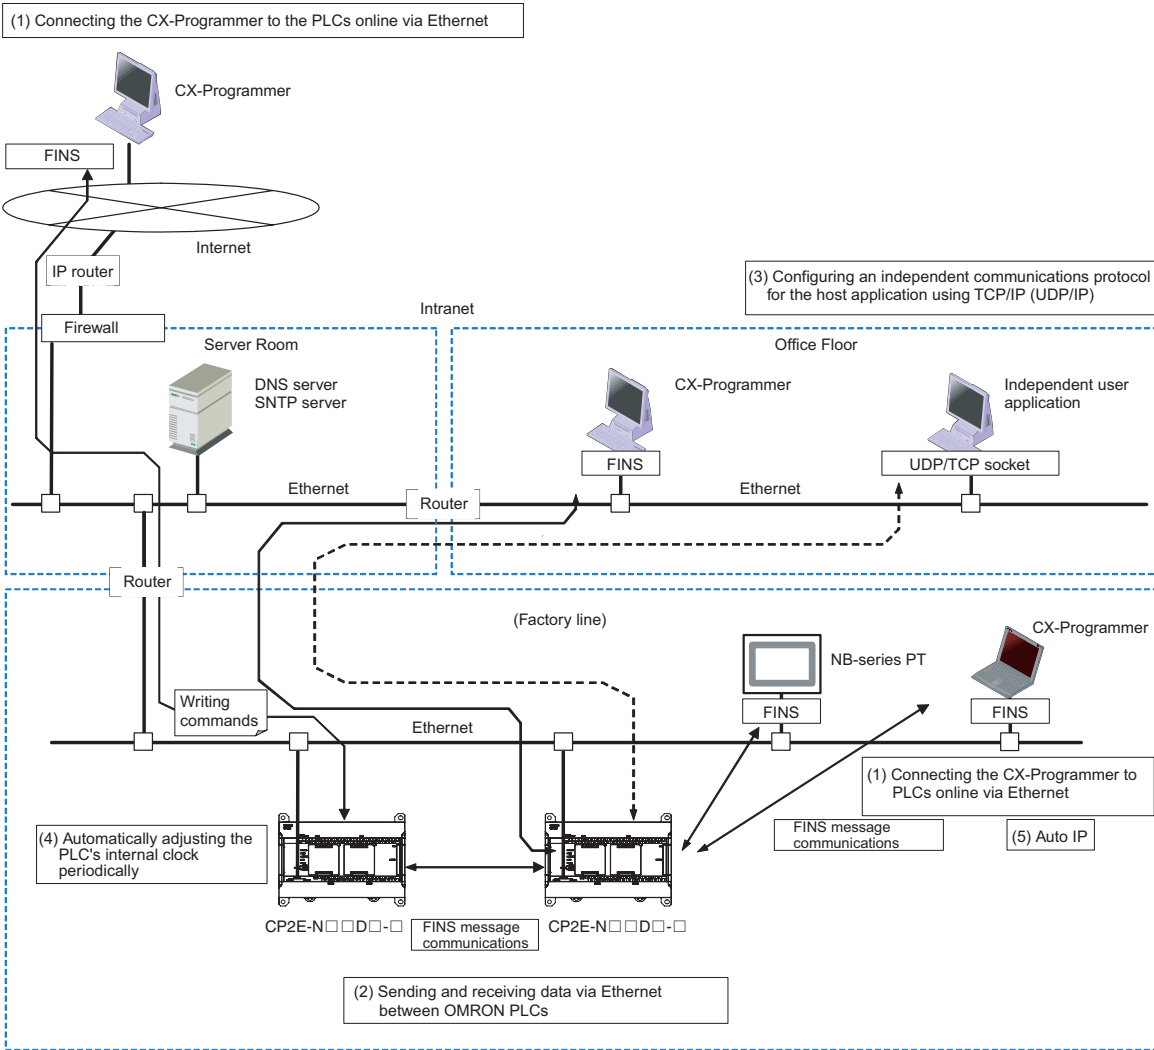 (1) Connecting the CX-Programmer to the PLCs online via Ethernet
CX-Programmer
FINS
Internet
IP router
(3) Configuring an independent communications protocol
for the host application using TCP/IP (UDP/IP)
Intranet
Firewall
Server Room
Office Floor
DNS server
SNTP server
CX-Programmer
Independent user
application
FINS
UDP/TCP socket
Ethernet
Ethernet
Router
Router
(Factory line)
CX-Programmer
NB-series PT
Writing
commands
FINS
FINS
Ethernet
(1) Connecting the CX-Programmer to
PLCs online via Ethernet
(4) Automatically adjusting the
PLC's internal clock
periodically
FINS message
communications
(5) Auto IP
CP2E-N□□D□-□
FINS message
communications
CP2E-N□□D□-□
(2) Sending and receiving data via Ethernet
between OMRON PLCs